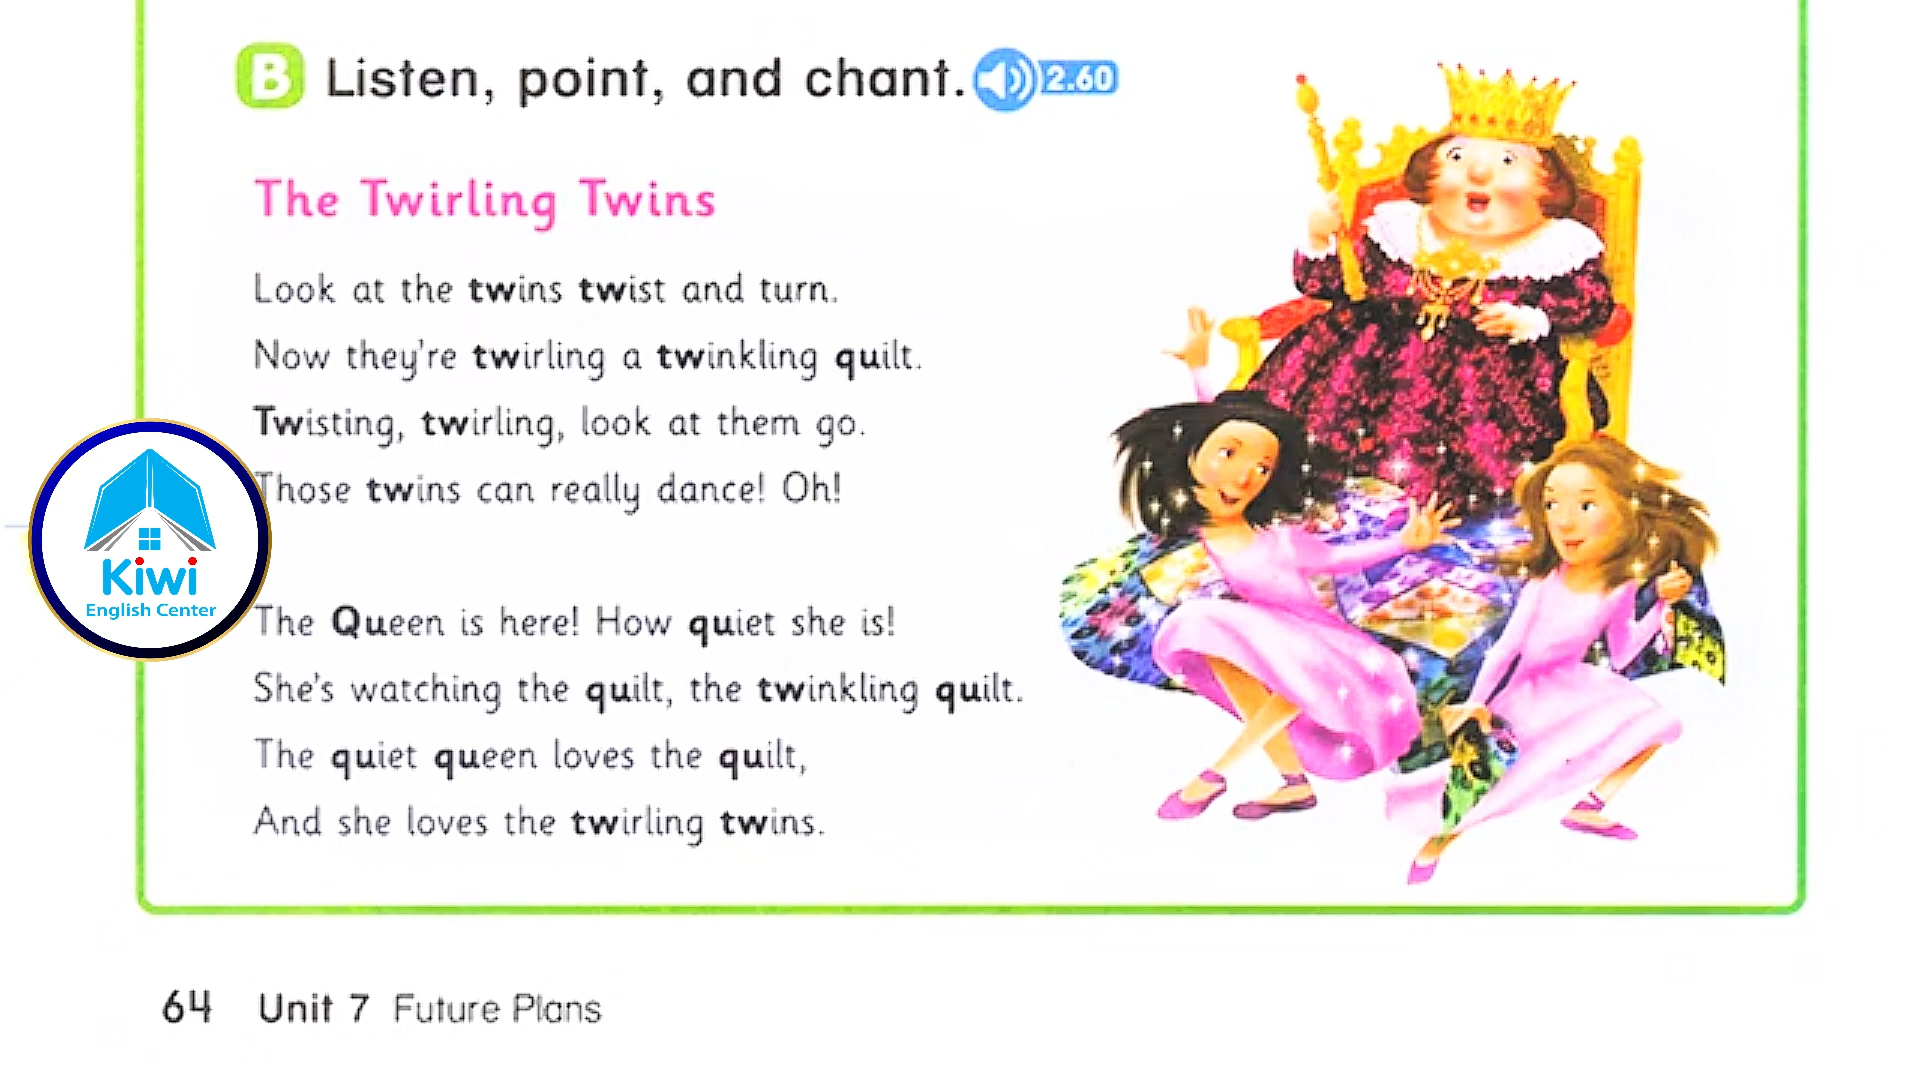 B Listen, point, and chant. 2.60
The Twirling Twins
Look at the twins twist and turn.
Now they're twirling a twinkling quilt.
Twisting, twirling, look at them go.
Those twins can really dance! Oh!
The Queen is here! How quiet she is!
She's watching the quilt, the twinkling quilt.
The quiet queen loves the quilt,
And she loves the twirling twins.
Kiwi
English Center
64 Unit 7 Future Plans